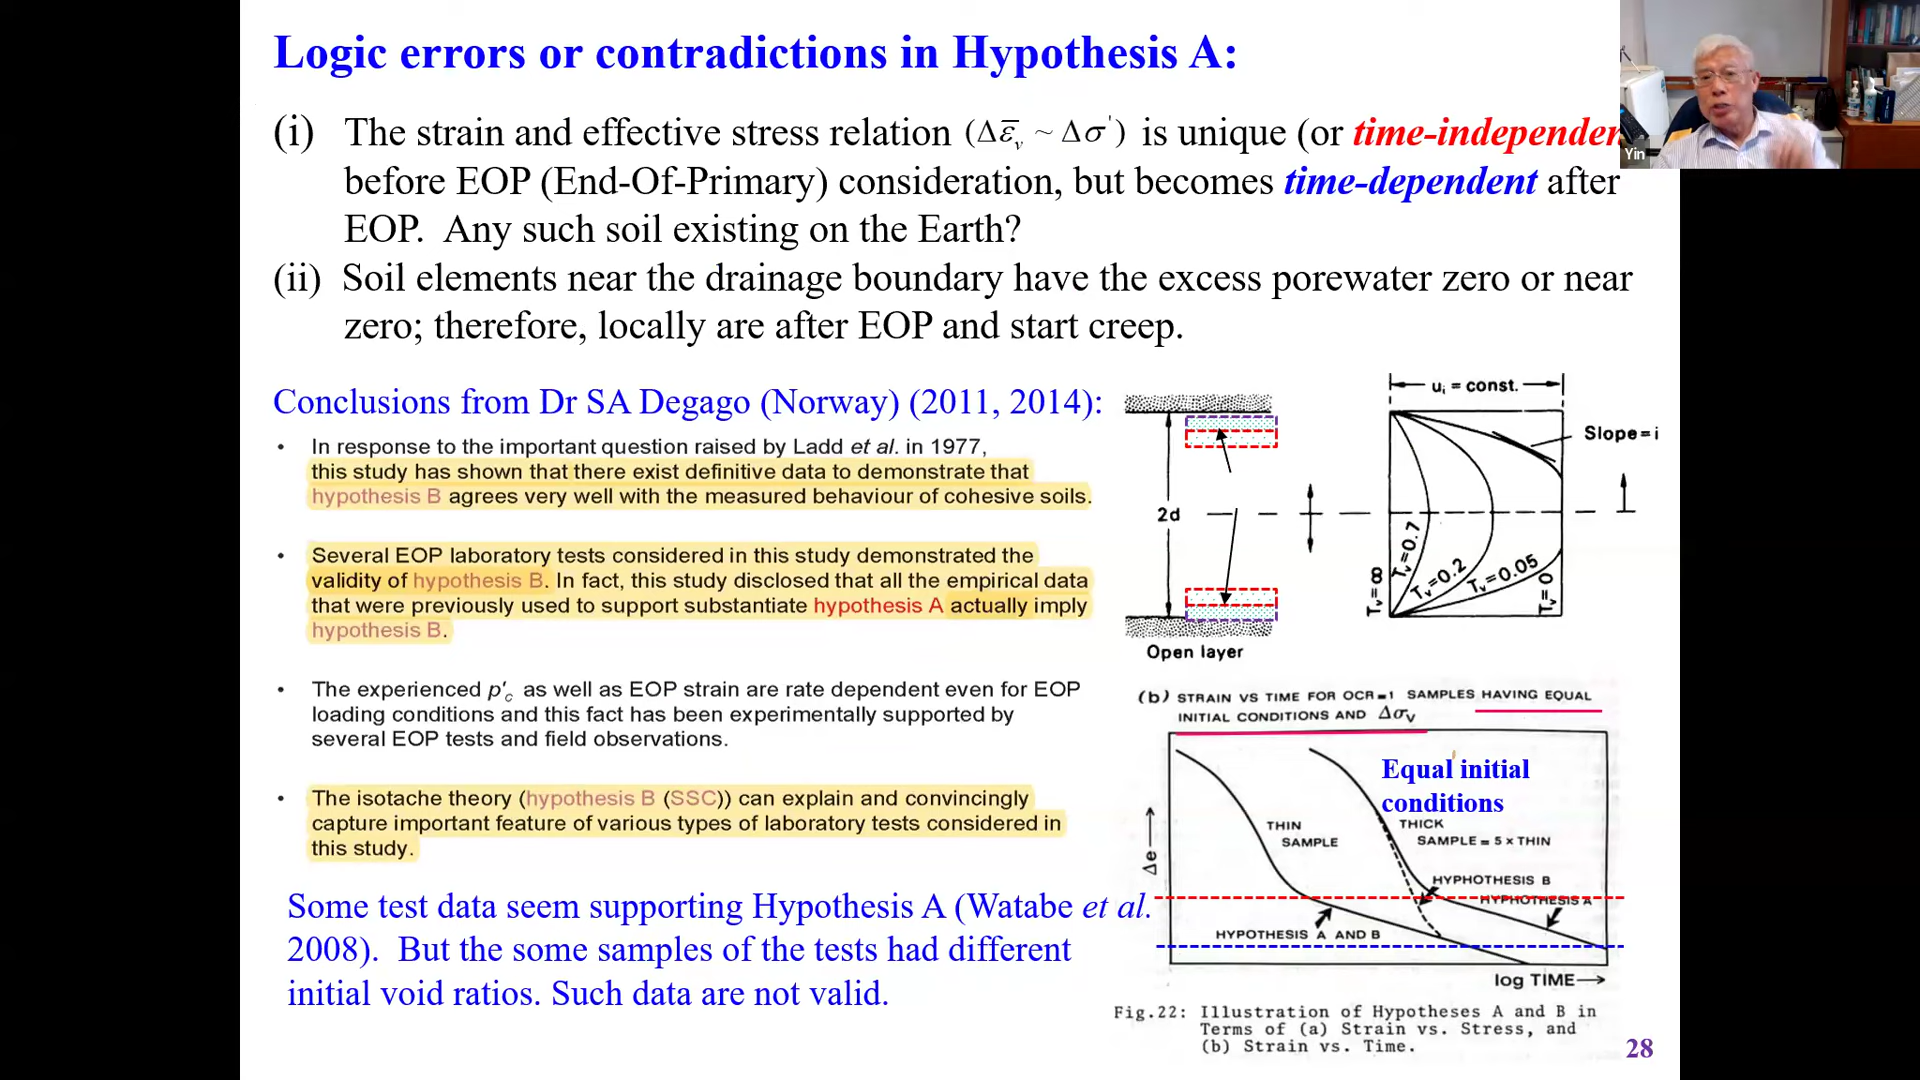 Logic errors or contradictions in Hypothesis A:
(i) The strain and effective stress relation (Δε̄ᵥ ~ Δσ') is unique (or time-independen
before EOP (End-Of-Primary) consideration, but becomes time-dependent after
EOP. Any such soil existing on the Earth?
(ii) Soil elements near the drainage boundary have the excess porewater zero or near
zero; therefore, locally are after EOP and start creep.
Yin
Conclusions from Dr SA Degago (Norway) (2011, 2014):
• In response to the important question raised by Ladd et al. in 1977,
this study has shown that there exist definitive data to demonstrate that
hypothesis B agrees very well with the measured behaviour of cohesive soils.
• Several EOP laboratory tests considered in this study demonstrated the
validity of hypothesis B. In fact, this study disclosed that all the empirical data
that were previously used to support substantiate hypothesis A actually imply
hypothesis B.
• The experienced p'c as well as EOP strain are rate dependent even for EOP
loading conditions and this fact has been experimentally supported by
several EOP tests and field observations.
• The isotache theory (hypothesis B (SSC)) can explain and convincingly
capture important feature of various types of laboratory tests considered in
this study.
Some test data seem supporting Hypothesis A (Watabe et al.
2008). But the some samples of the tests had different
initial void ratios. Such data are not valid.
uᵢ = const.
Slope=i
2d
Tᵥ=∞
Tᵥ=0.7
Tᵥ=0.2
Tᵥ=0.05
Tᵥ=0
Open layer
(b) STRAIN VS TIME FOR OCR=1 SAMPLES HAVING EQUAL
INITIAL CONDITIONS AND Δσᵥ
Equal initial
conditions
THIN
SAMPLE
THICK
SAMPLE = 5 × THIN
Δe
HYPHOTHESIS B
HYPHOTHESIS A
HYPOTHESIS A AND B
log TIME
Fig.22: Illustration of Hypotheses A and B in
Terms of (a) Strain vs. Stress, and
(b) Strain vs. Time.
28